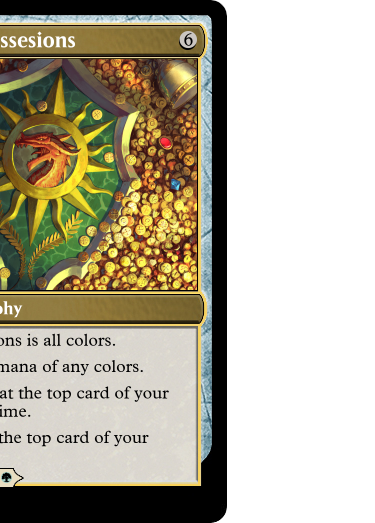 ssesions 6
phy
ons is all colors.
mana of any colors.
at the top card of your
ime.
the top card of your